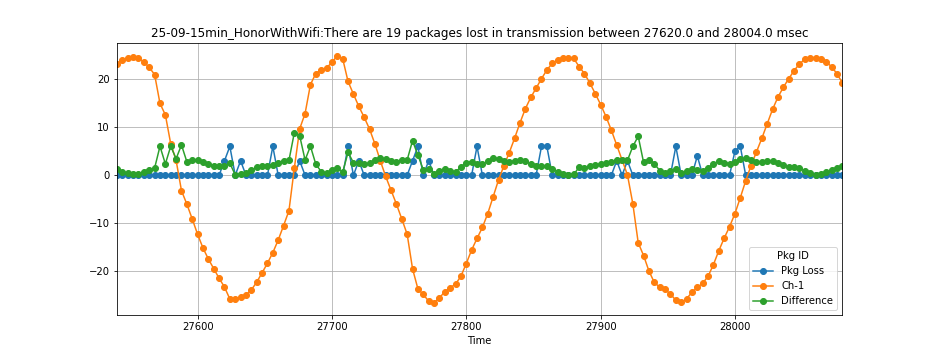 25-09-15min_HonorWithWifi:There are 19 packages lost in transmission between 27620.0 and 28004.0 msec
20
10
0
−10
−20
Pkg ID
Pkg Loss
Ch-1
Difference
27600 27700 27800 27900 28000
Time